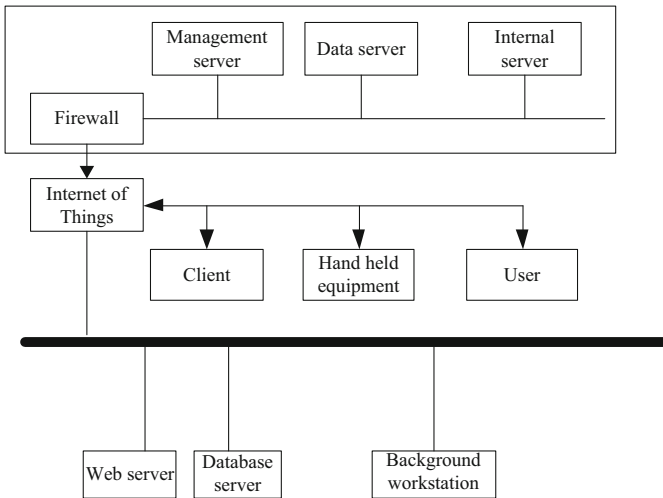 Management
server
Data server
Internal
server
Firewall
Internet of
Things
Client
Hand held
equipment
User
Web server
Database
server
Background
workstation